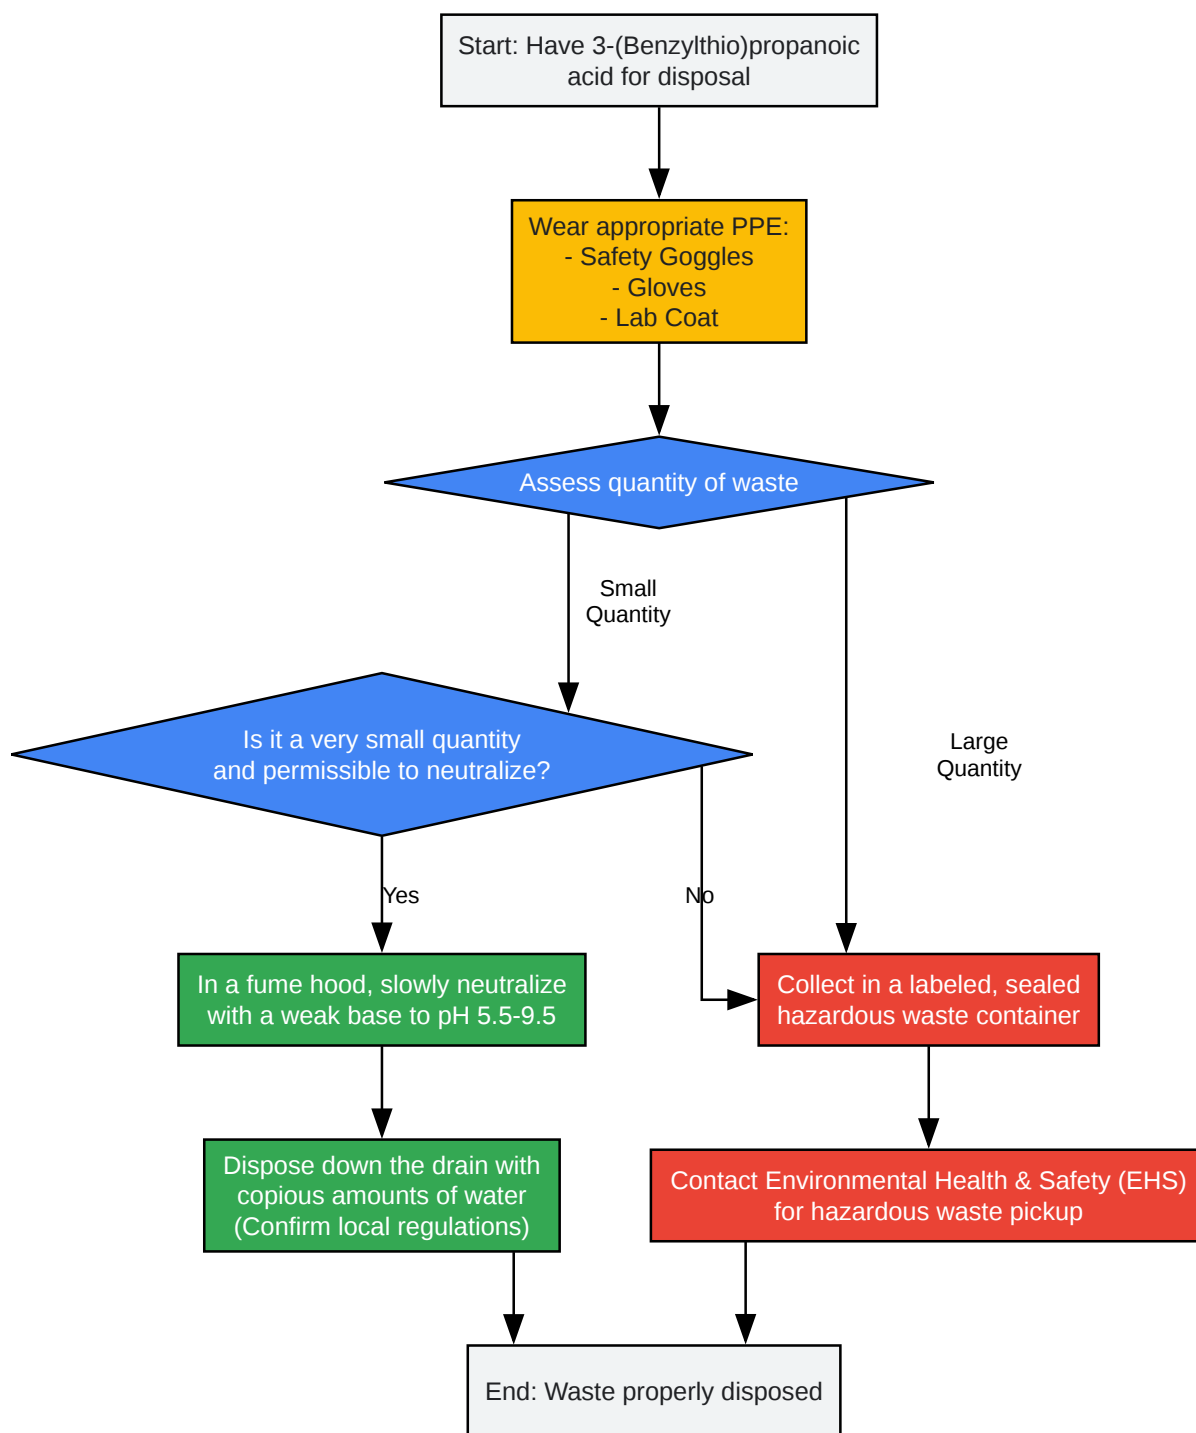 Start: Have 3-(Benzylthio)propanoic
acid for disposal
Wear appropriate PPE:
- Safety Goggles
- Gloves
- Lab Coat
Assess quantity of waste
Small
Quantity
Is it a very small quantity
and permissible to neutralize?
Large
Quantity
Yes
No
In a fume hood, slowly neutralize
with a weak base to pH 5.5-9.5
Collect in a labeled, sealed
hazardous waste container
Dispose down the drain with
copious amounts of water
(Confirm local regulations)
Contact Environmental Health & Safety (EHS)
for hazardous waste pickup
End: Waste properly disposed